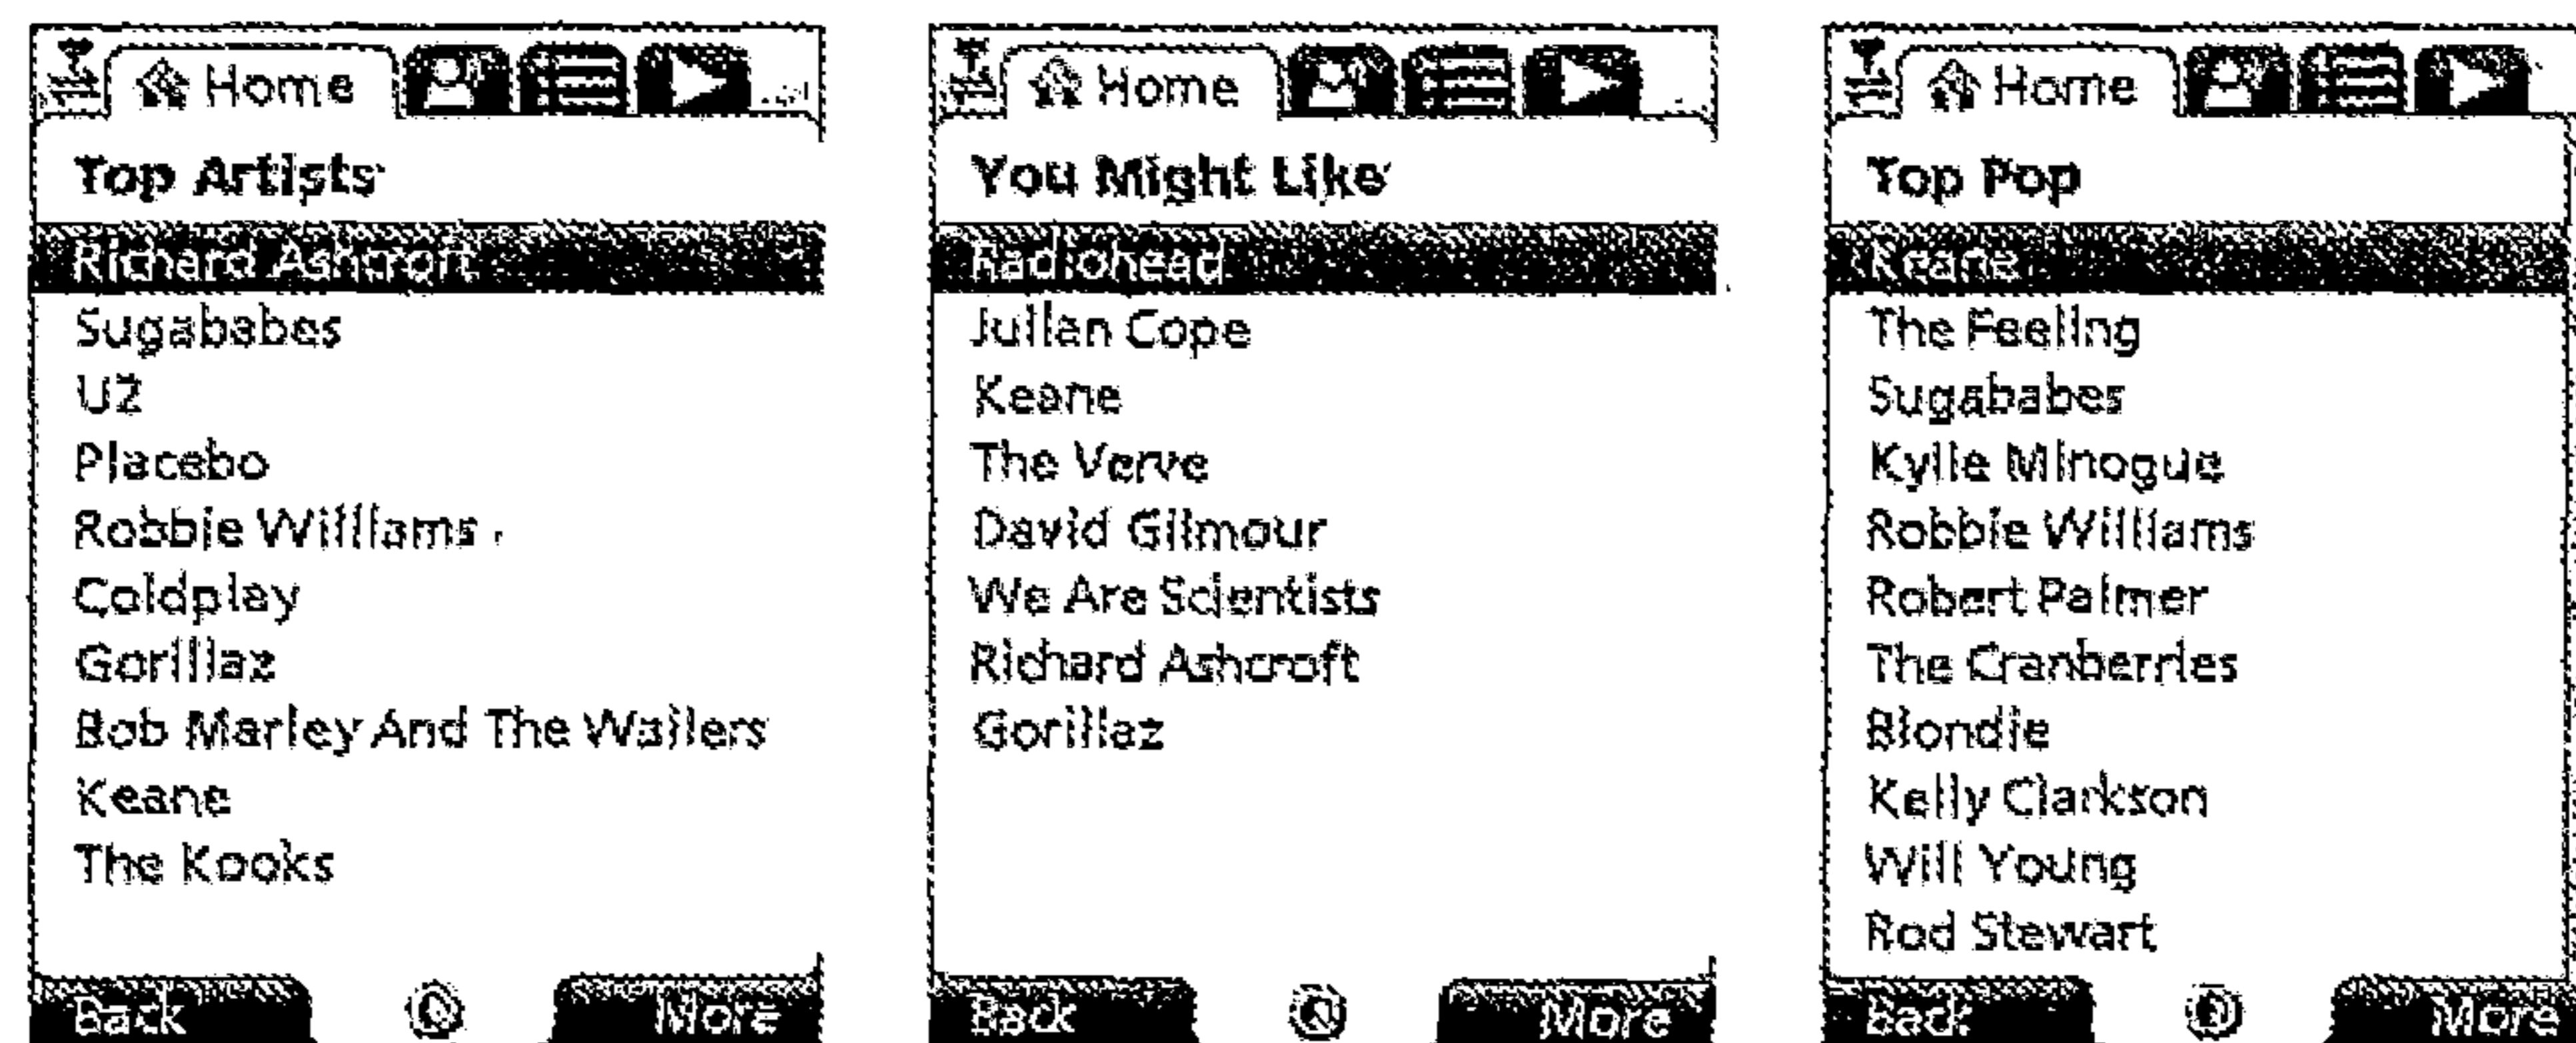 Home
Top Artists
Richard Ashcroft
Sugababes
U2
Placebo
Robbie Williams
Coldplay
Gorillaz
Bob Marley And The Wailers
Keane
The Kooks
Back
More
Home
You Might Like
Radiohead
Julian Cope
Keane
The Verve
David Gilmour
We Are Scientists
Richard Ashcroft
Gorillaz
Back
More
Home
Top Pop
Keane
The Feeling
Sugababes
Kylie Minogue
Robbie Williams
Robert Palmer
The Cranberries
Blondie
Kelly Clarkson
Will Young
Rod Stewart
Back
More